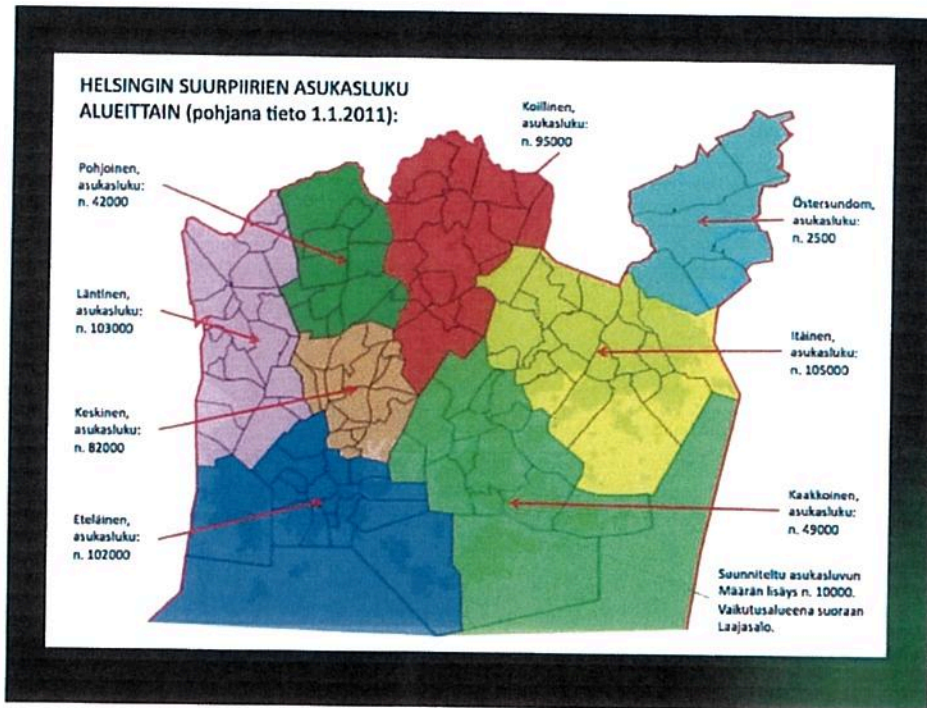 HELSINGIN SUURPIIRIEN ASUKASLUKU
ALUEITTAIN (pohjana tieto 1.1.2011):
Koillinen,
asukasluku:
n. 95000
Pohjoinen,
asukasluku:
n. 42000
Östersundom,
asukasluku:
n. 2500
Läntinen,
asukasluku:
n. 103000
Itäinen,
asukasluku:
n. 105000
Keskinen,
asukasluku:
n. 82000
Kaakkoinen,
asukasluku:
n. 49000
Eteläinen,
asukasluku:
n. 102000
Suunniteltu asukasluvun
Määrän lisäys n. 10000.
Vaikutusalueena suoraan
Laajasalo.